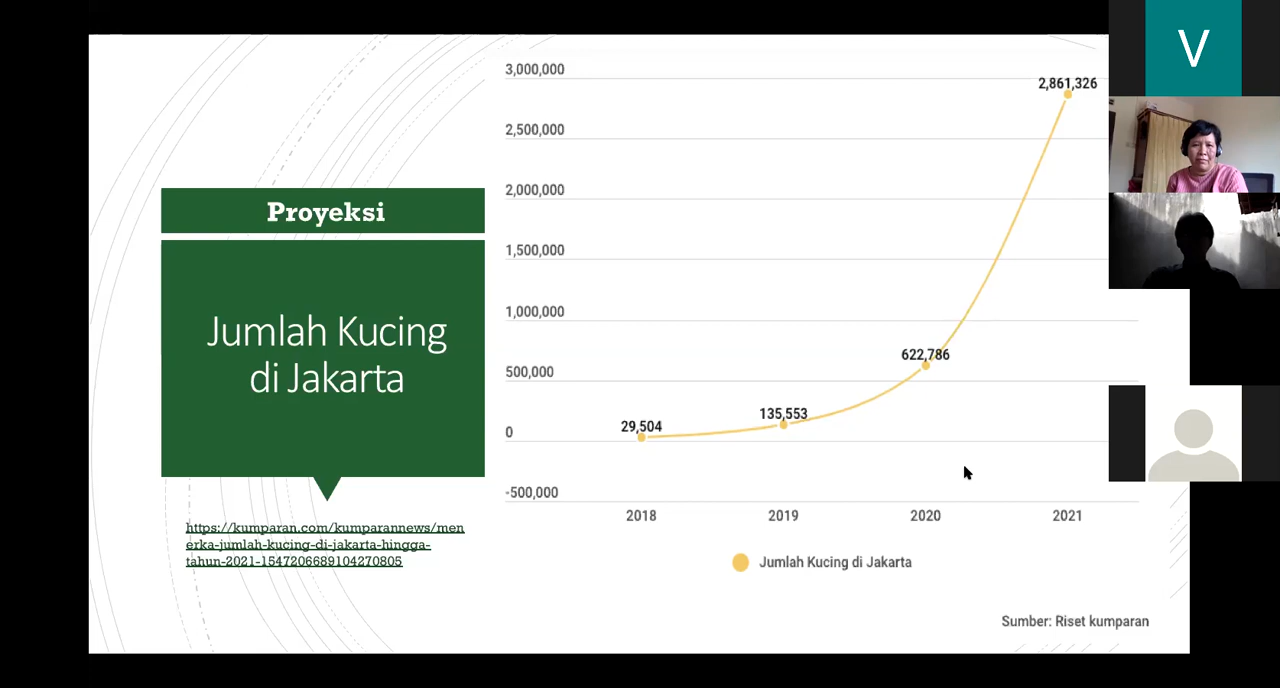 Proyeksi
Jumlah Kucing
di Jakarta
https://kumparan.com/kumparannews/men
erka-jumlah-kucing-di-jakarta-hingga-
tahun-2021-1547206689104270805
3,000,000
2,500,000
2,000,000
1,500,000
1,000,000
500,000
0
-500,000
29,504
135,553
622,786
2,861,326
2018
2019
2020
2021
Jumlah Kucing di Jakarta
Sumber: Riset kumparan
V